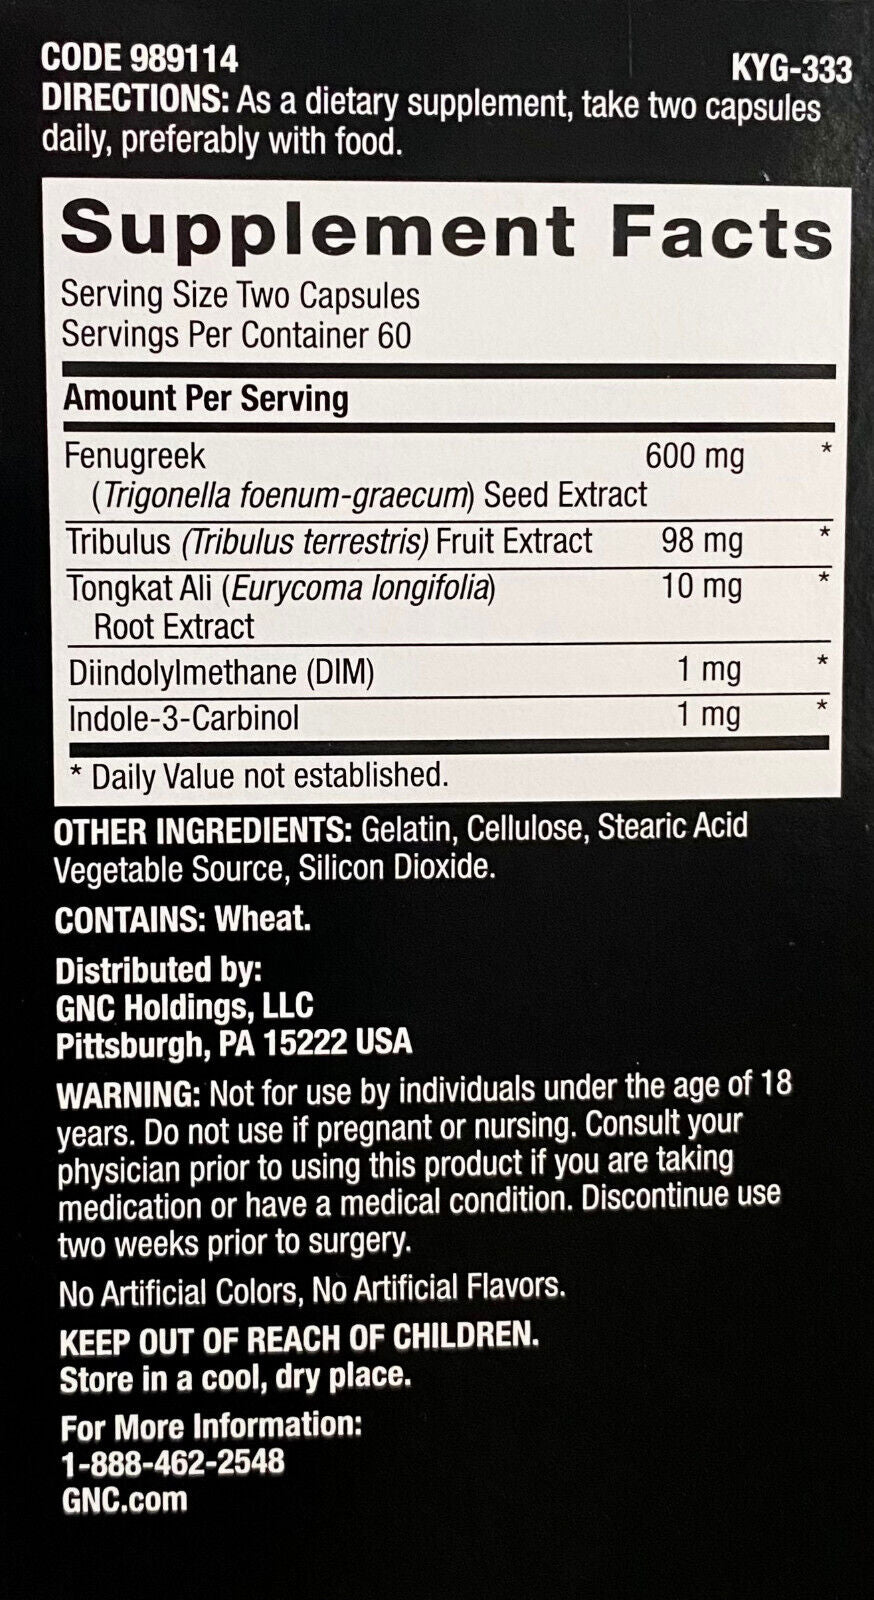 CODE 989114 KYG-333
DIRECTIONS: As a dietary supplement, take two capsules
daily, preferably with food.
Supplement Facts
Serving Size Two Capsules
Servings Per Container 60
Amount Per Serving
Fenugreek 600 mg *
(Trigonella foenum-graecum) Seed Extract
Tribulus (Tribulus terrestris) Fruit Extract 98 mg *
Tongkat Ali (Eurycoma longifolia) 10 mg *
Root Extract
Diindolylmethane (DIM) 1 mg *
Indole-3-Carbinol 1 mg *
* Daily Value not established.
OTHER INGREDIENTS: Gelatin, Cellulose, Stearic Acid
Vegetable Source, Silicon Dioxide.
CONTAINS: Wheat.
Distributed by:
GNC Holdings, LLC
Pittsburgh, PA 15222 USA
WARNING: Not for use by individuals under the age of 18
years. Do not use if pregnant or nursing. Consult your
physician prior to using this product if you are taking
medication or have a medical condition. Discontinue use
two weeks prior to surgery.
No Artificial Colors, No Artificial Flavors.
KEEP OUT OF REACH OF CHILDREN.
Store in a cool, dry place.
For More Information:
1-888-462-2548
GNC.com